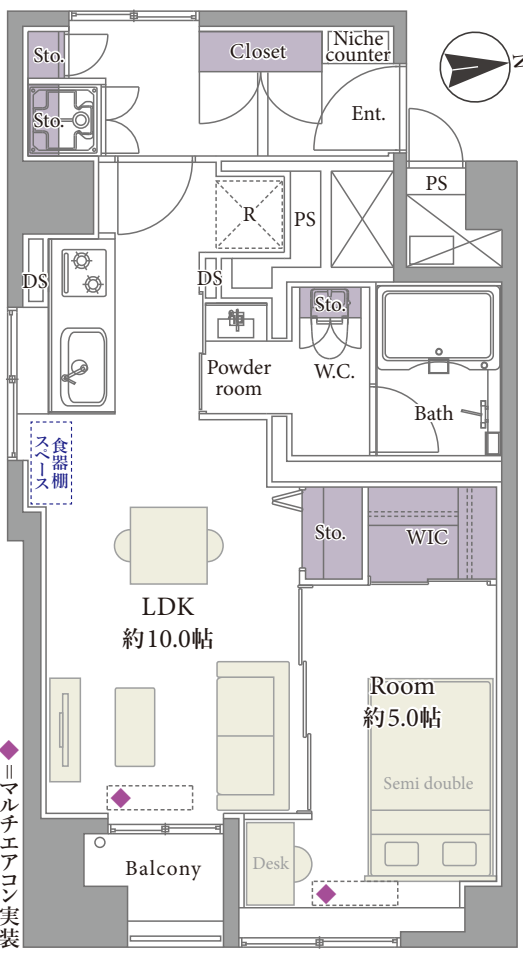 Sto.
Closet
Niche
counter
N
Sto.
Ent.
PS
R
PS
DS
DS
Sto.
Powder
room
W.C.
Bath
食器棚
スペース
Sto.
WIC
LDK
約10.0帖
Room
約5.0帖
Semi double
Balcony
Desk
◆=マルチエアコン実装